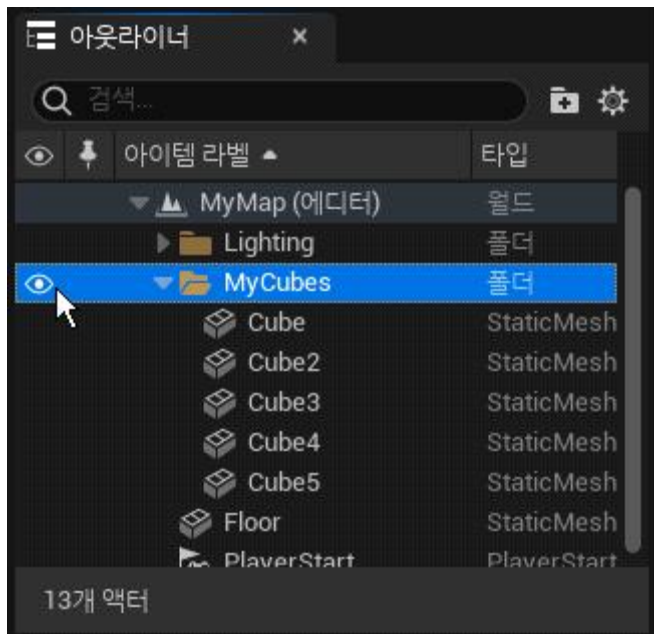 아웃라이너
검색...
아이템 라벨 타입
MyMap (에디터) 월드
Lighting 폴더
MyCubes 폴더
Cube StaticMesh
Cube2 StaticMesh
Cube3 StaticMesh
Cube4 StaticMesh
Cube5 StaticMesh
Floor StaticMesh
PlayerStart PlayerStart
13개 액터